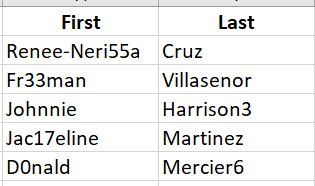 First Last
Renee-Neri55a Cruz
Fr33man Villasenor
Johnnie Harrison3
Jac17eline Martinez
D0nald Mercier6